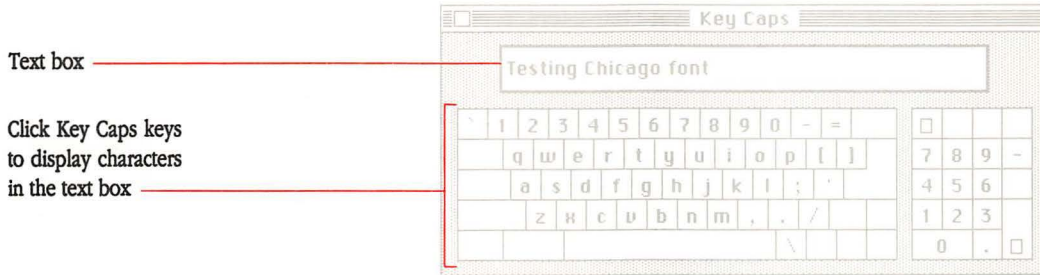 Key Caps
Text box
Testing Chicago font
Click Key Caps keys
to display characters
in the text box
` 1 2 3 4 5 6 7 8 9 0 - =
q w e r t y u i o p [ ]
a s d f g h j k l ; '
z x c v b n m , . /
\
7 8 9 -
4 5 6
1 2 3
0 .